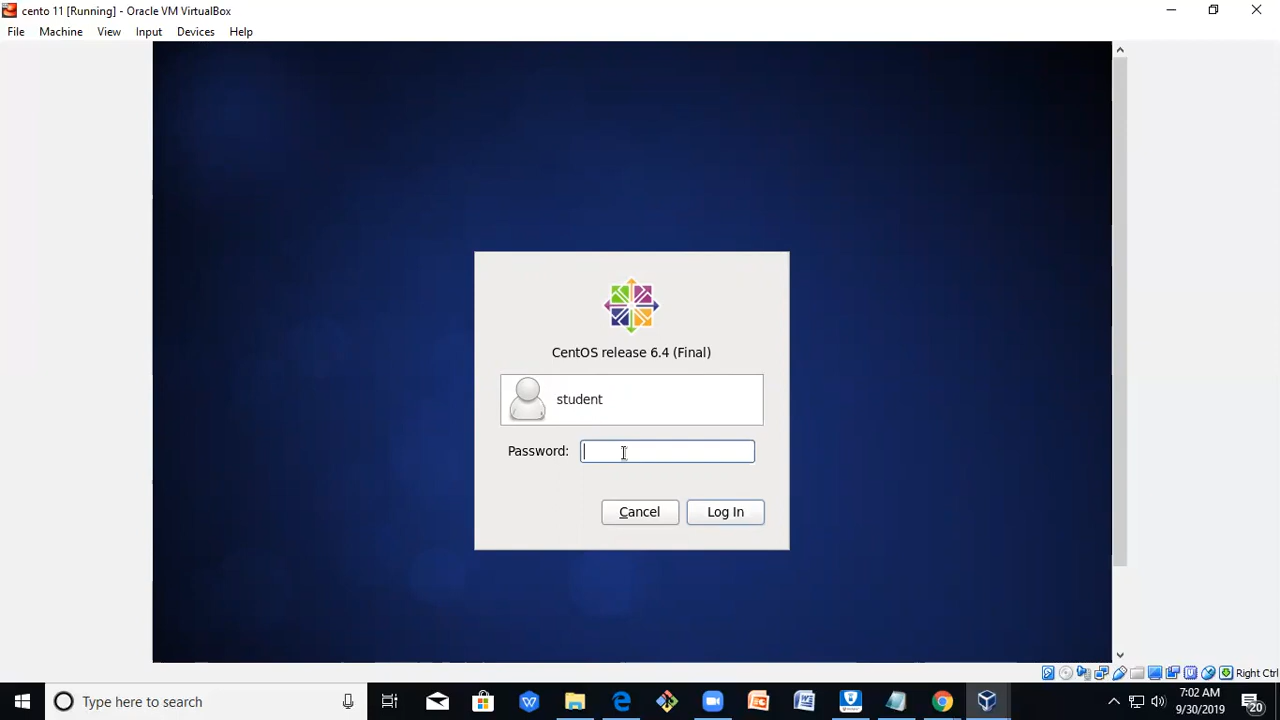 cento 11 [Running] - Oracle VM VirtualBox
File Machine View Input Devices Help
CentOS release 6.4 (Final)
student
Password:
Cancel Log In
Right Ctrl
Type here to search
7:02 AM
9/30/2019
20